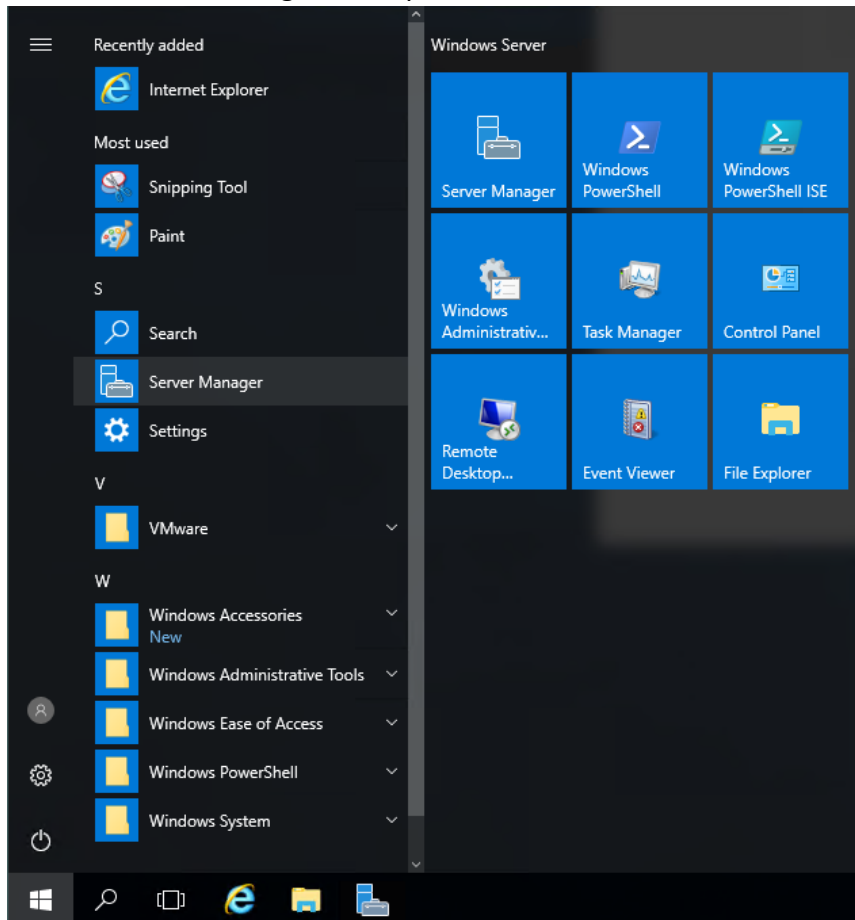 Recently added
Internet Explorer
Most used
Snipping Tool
Paint
S
Search
Server Manager
Settings
V
VMware
W
Windows Accessories
New
Windows Administrative Tools
Windows Ease of Access
Windows PowerShell
Windows System
Windows Server
Server Manager
Windows
PowerShell
Windows
PowerShell ISE
Windows
Administrativ...
Task Manager
Control Panel
Remote
Desktop...
Event Viewer
File Explorer